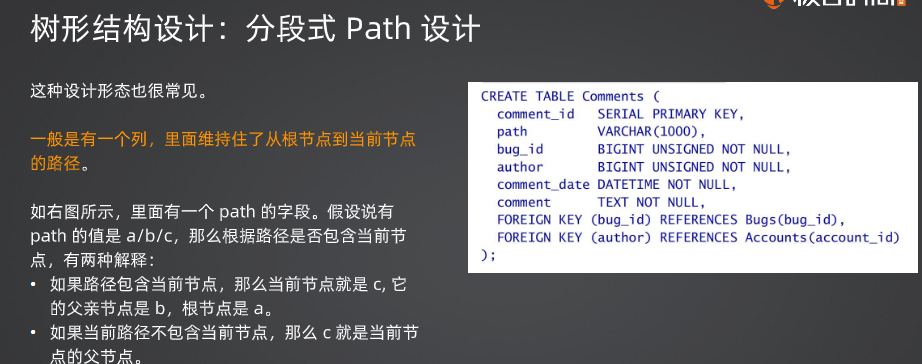 树形结构设计：分段式 Path 设计
这种设计形态也很常见。
一般是有一个列，里面维持住了从根节点到当前节点
的路径。
如右图所示，里面有一个 path 的字段。假设说有
path 的值是 a/b/c，那么根据路径是否包含当前节
点，有两种解释：
• 如果路径包含当前节点，那么当前节点就是 c, 它
的父亲节点是 b，根节点是 a。
• 如果当前路径不包含当前节点，那么 c 就是当前节
点的父节点。
CREATE TABLE Comments (
comment_id SERIAL PRIMARY KEY,
path VARCHAR(1000),
bug_id BIGINT UNSIGNED NOT NULL,
author BIGINT UNSIGNED NOT NULL,
comment_date DATETIME NOT NULL,
comment TEXT NOT NULL,
FOREIGN KEY (bug_id) REFERENCES Bugs(bug_id),
FOREIGN KEY (author) REFERENCES Accounts(account_id)
);